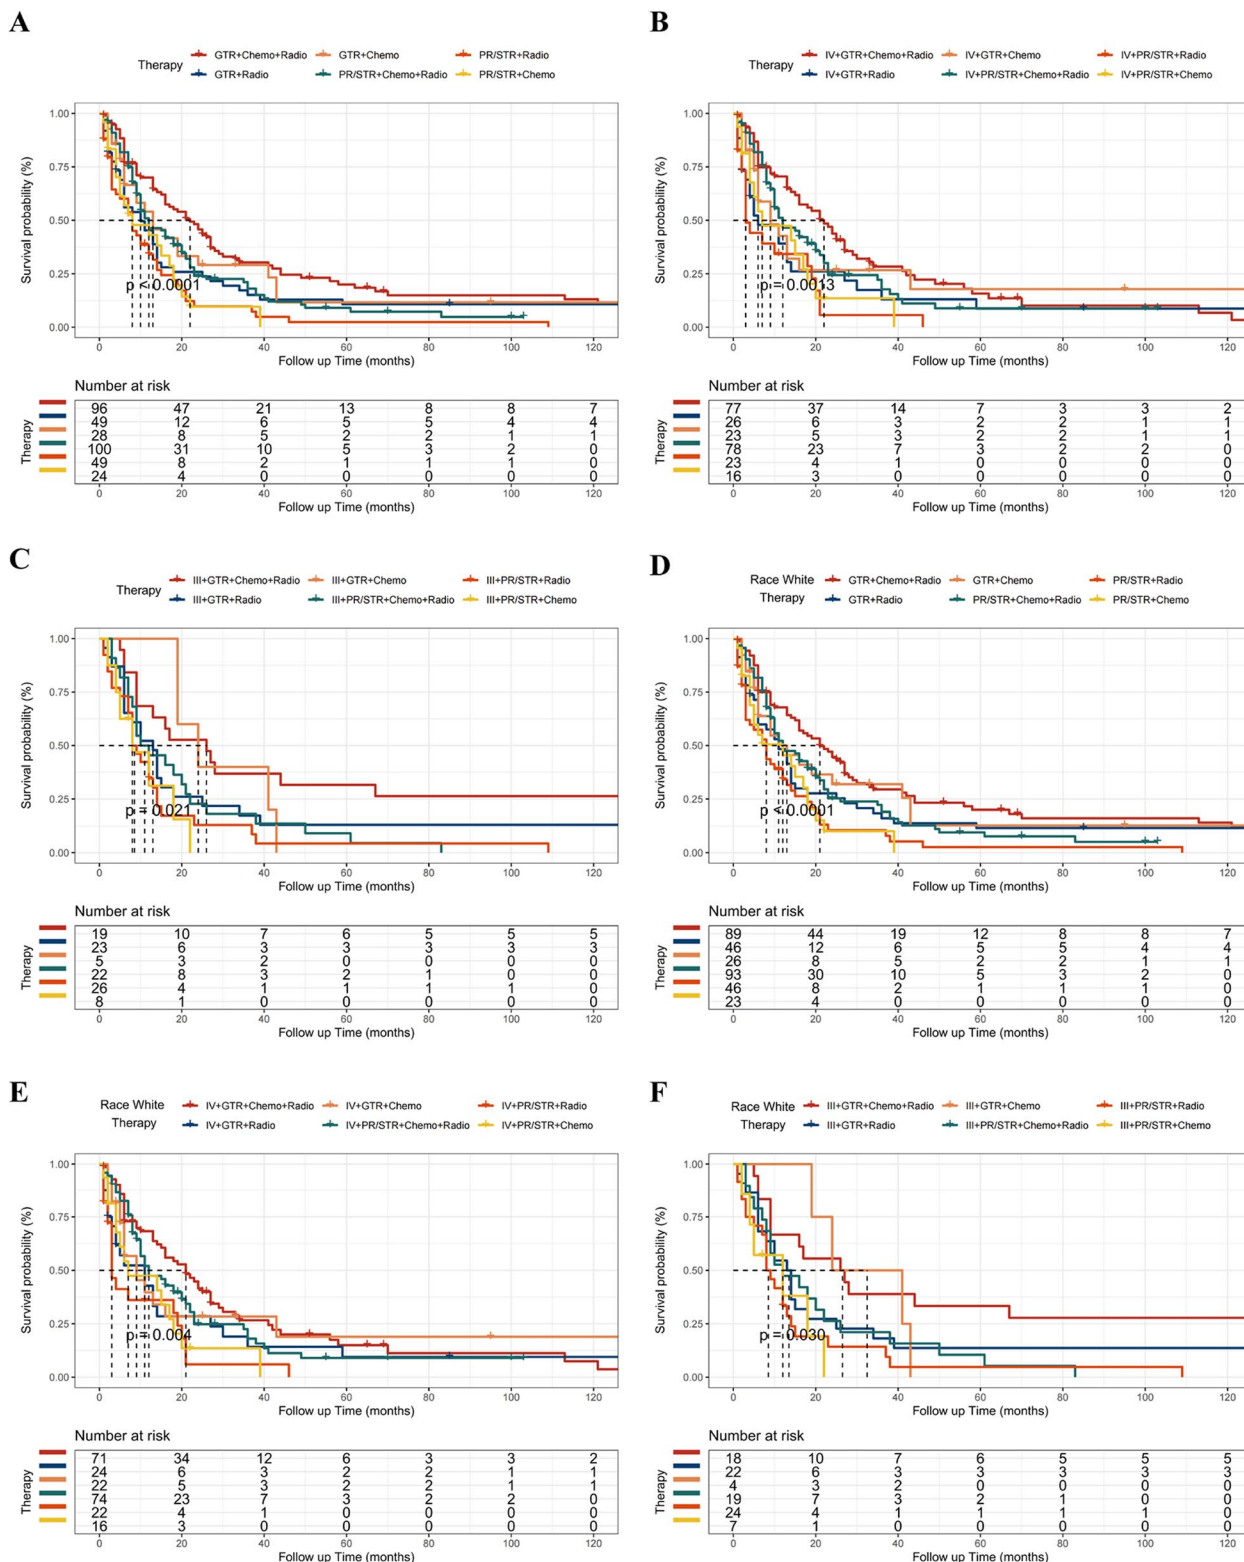 A
Therapy GTR+Chemo+Radio GTR+Chemo PR/STR+Radio
GTR+Radio PR/STR+Chemo+Radio PR/STR+Chemo
Survival probability (%)
1.00
0.75
0.50
0.25
0.00
p < 0.0001
0 20 40 60 80 100 120
Follow up Time (months)
Number at risk
Therapy
96 47 21 13 8 8 7
49 12 6 5 5 4 4
28 8 5 2 2 1 1
100 31 10 5 3 2 0
49 8 2 1 1 1 0
24 4 0 0 0 0 0
0 20 40 60 80 100 120
Follow up Time (months)
B
Therapy IV+GTR+Chemo+Radio IV+GTR+Chemo IV+PR/STR+Radio
IV+GTR+Radio IV+PR/STR+Chemo+Radio IV+PR/STR+Chemo
Survival probability (%)
1.00
0.75
0.50
0.25
0.00
p = 0.0013
0 20 40 60 80 100 120
Follow up Time (months)
Number at risk
Therapy
77 37 14 7 3 3 2
26 6 3 2 2 1 1
23 5 3 2 2 1 1
78 23 7 3 2 2 0
23 4 1 0 0 0 0
16 3 0 0 0 0 0
0 20 40 60 80 100 120
Follow up Time (months)
C
Therapy III+GTR+Chemo+Radio III+GTR+Chemo III+PR/STR+Radio
III+GTR+Radio III+PR/STR+Chemo+Radio III+PR/STR+Chemo
Survival probability (%)
1.00
0.75
0.50
0.25
0.00
p = 0.021
0 20 40 60 80 100 120
Follow up Time (months)
Number at risk
Therapy
19 10 7 6 5 5 5
23 6 3 3 3 3 3
5 3 2 0 0 0 0
22 8 3 2 1 0 0
26 4 1 1 1 1 0
8 1 0 0 0 0 0
0 20 40 60 80 100 120
Follow up Time (months)
D
Race White GTR+Chemo+Radio GTR+Chemo PR/STR+Radio
Therapy GTR+Radio PR/STR+Chemo+Radio PR/STR+Chemo
Survival probability (%)
1.00
0.75
0.50
0.25
0.00
p < 0.0001
0 20 40 60 80 100 120
Follow up Time (months)
Number at risk
Therapy
89 44 19 12 8 8 7
46 12 6 5 5 4 4
26 8 5 2 2 1 1
93 30 10 5 3 2 0
46 8 2 1 1 1 0
23 4 0 0 0 0 0
0 20 40 60 80 100 120
Follow up Time (months)
E
Race White IV+GTR+Chemo+Radio IV+GTR+Chemo IV+PR/STR+Radio
Therapy IV+GTR+Radio IV+PR/STR+Chemo+Radio IV+PR/STR+Chemo
Survival probability (%)
1.00
0.75
0.50
0.25
0.00
p = 0.004
0 20 40 60 80 100 120
Follow up Time (months)
Number at risk
Therapy
71 34 12 6 3 3 2
24 6 3 2 2 1 1
22 5 3 2 2 1 1
74 23 7 3 2 2 0
22 4 1 0 0 0 0
16 3 0 0 0 0 0
0 20 40 60 80 100 120
Follow up Time (months)
F
Race White III+GTR+Chemo+Radio III+GTR+Chemo III+PR/STR+Radio
Therapy III+GTR+Radio III+PR/STR+Chemo+Radio III+PR/STR+Chemo
Survival probability (%)
1.00
0.75
0.50
0.25
0.00
p = 0.030
0 20 40 60 80 100 120
Follow up Time (months)
Number at risk
Therapy
18 10 7 6 5 5 5
22 6 3 3 3 3 3
4 3 2 0 0 0 0
19 7 3 2 1 0 0
24 4 1 1 1 1 0
7 1 0 0 0 0 0
0 20 40 60 80 100 120
Follow up Time (months)